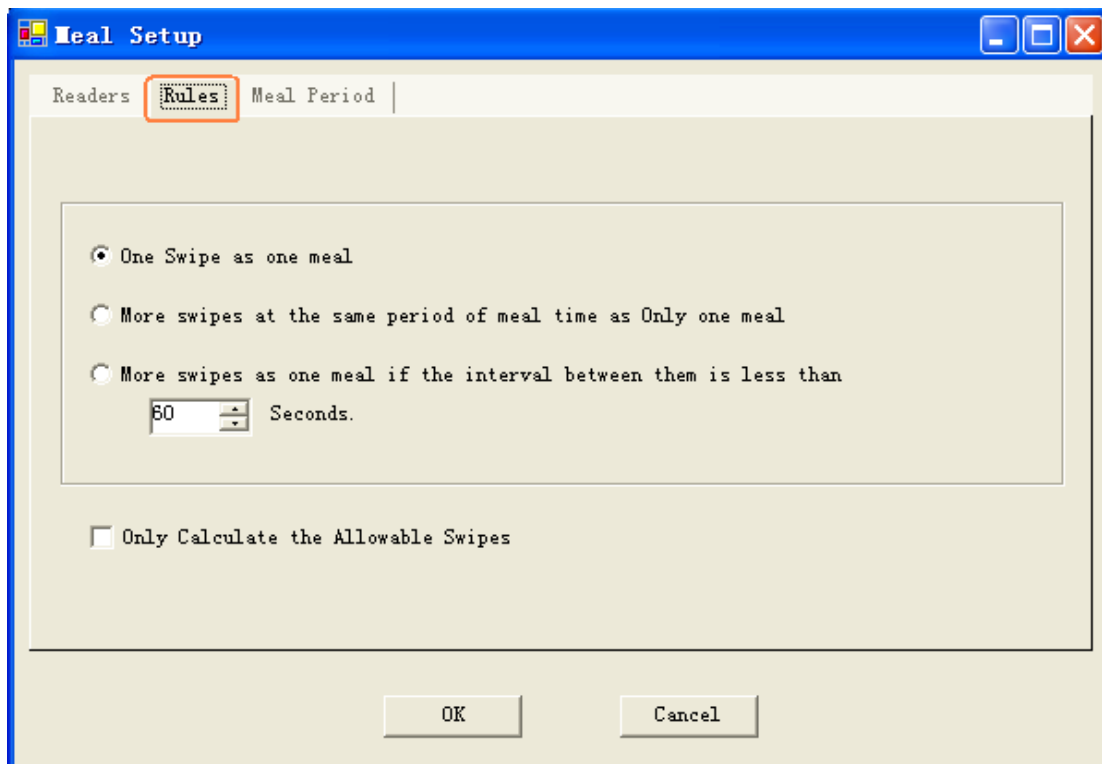 Meal Setup
Readers Rules Meal Period
One Swipe as one meal
More swipes at the same period of meal time as Only one meal
More swipes as one meal if the interval between them is less than
60 Seconds.
Only Calculate the Allowable Swipes
OK Cancel